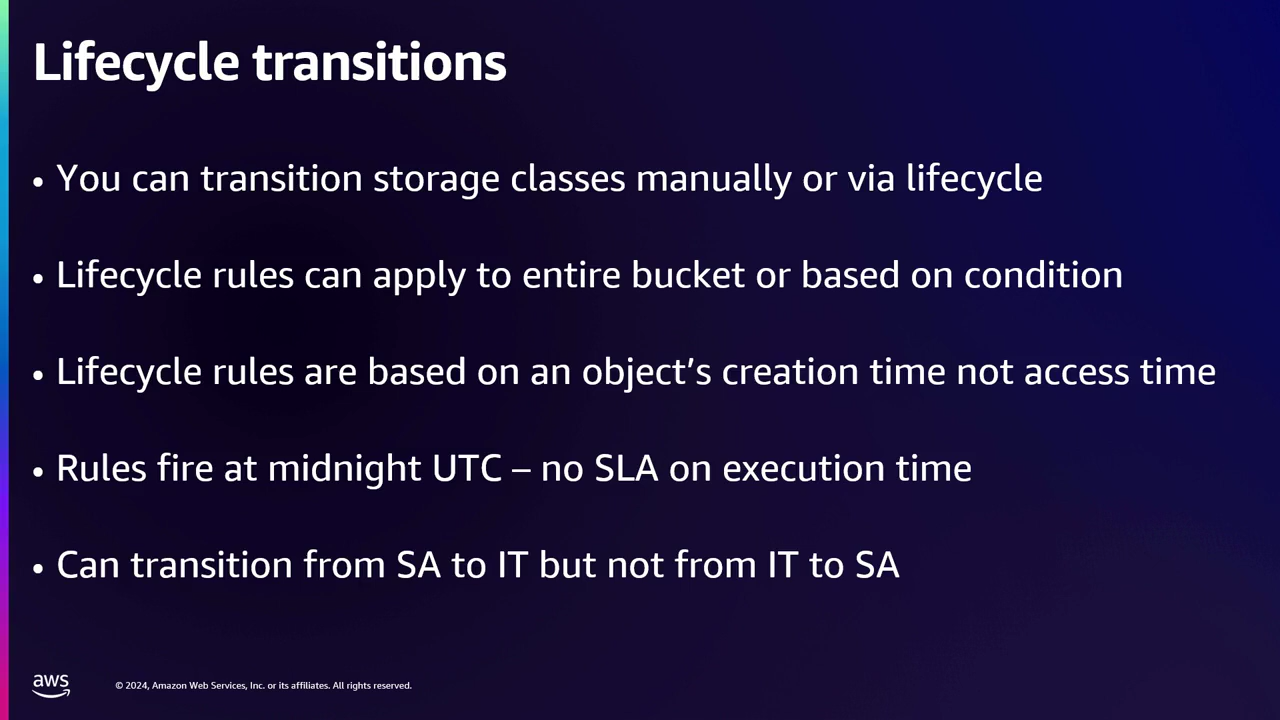 Lifecycle transitions
• You can transition storage classes manually or via lifecycle
• Lifecycle rules can apply to entire bucket or based on condition
• Lifecycle rules are based on an object’s creation time not access time
• Rules fire at midnight UTC – no SLA on execution time
• Can transition from SA to IT but not from IT to SA
aws
© 2024, Amazon Web Services, Inc. or its affiliates. All rights reserved.